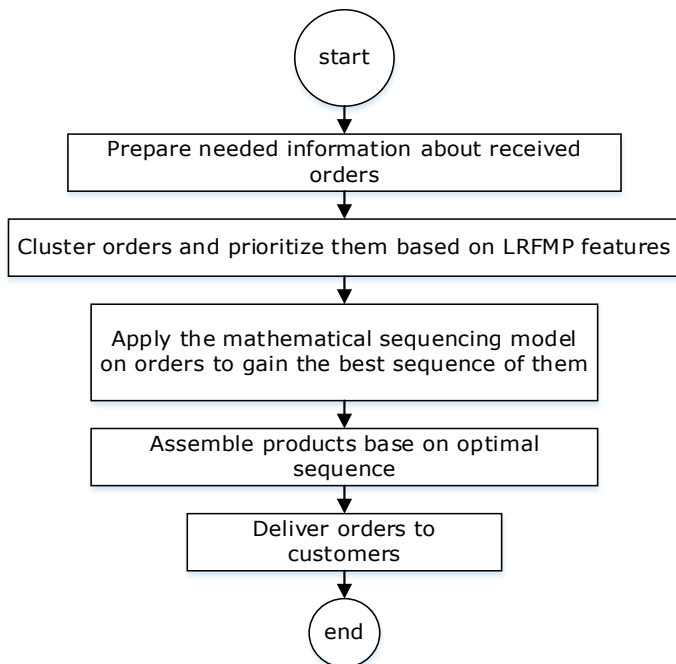 start
Prepare needed information about received
orders
Cluster orders and prioritize them based on LRFMP features
Apply the mathematical sequencing model
on orders to gain the best sequence of them
Assemble products base on optimal
sequence
Deliver orders to
customers
end